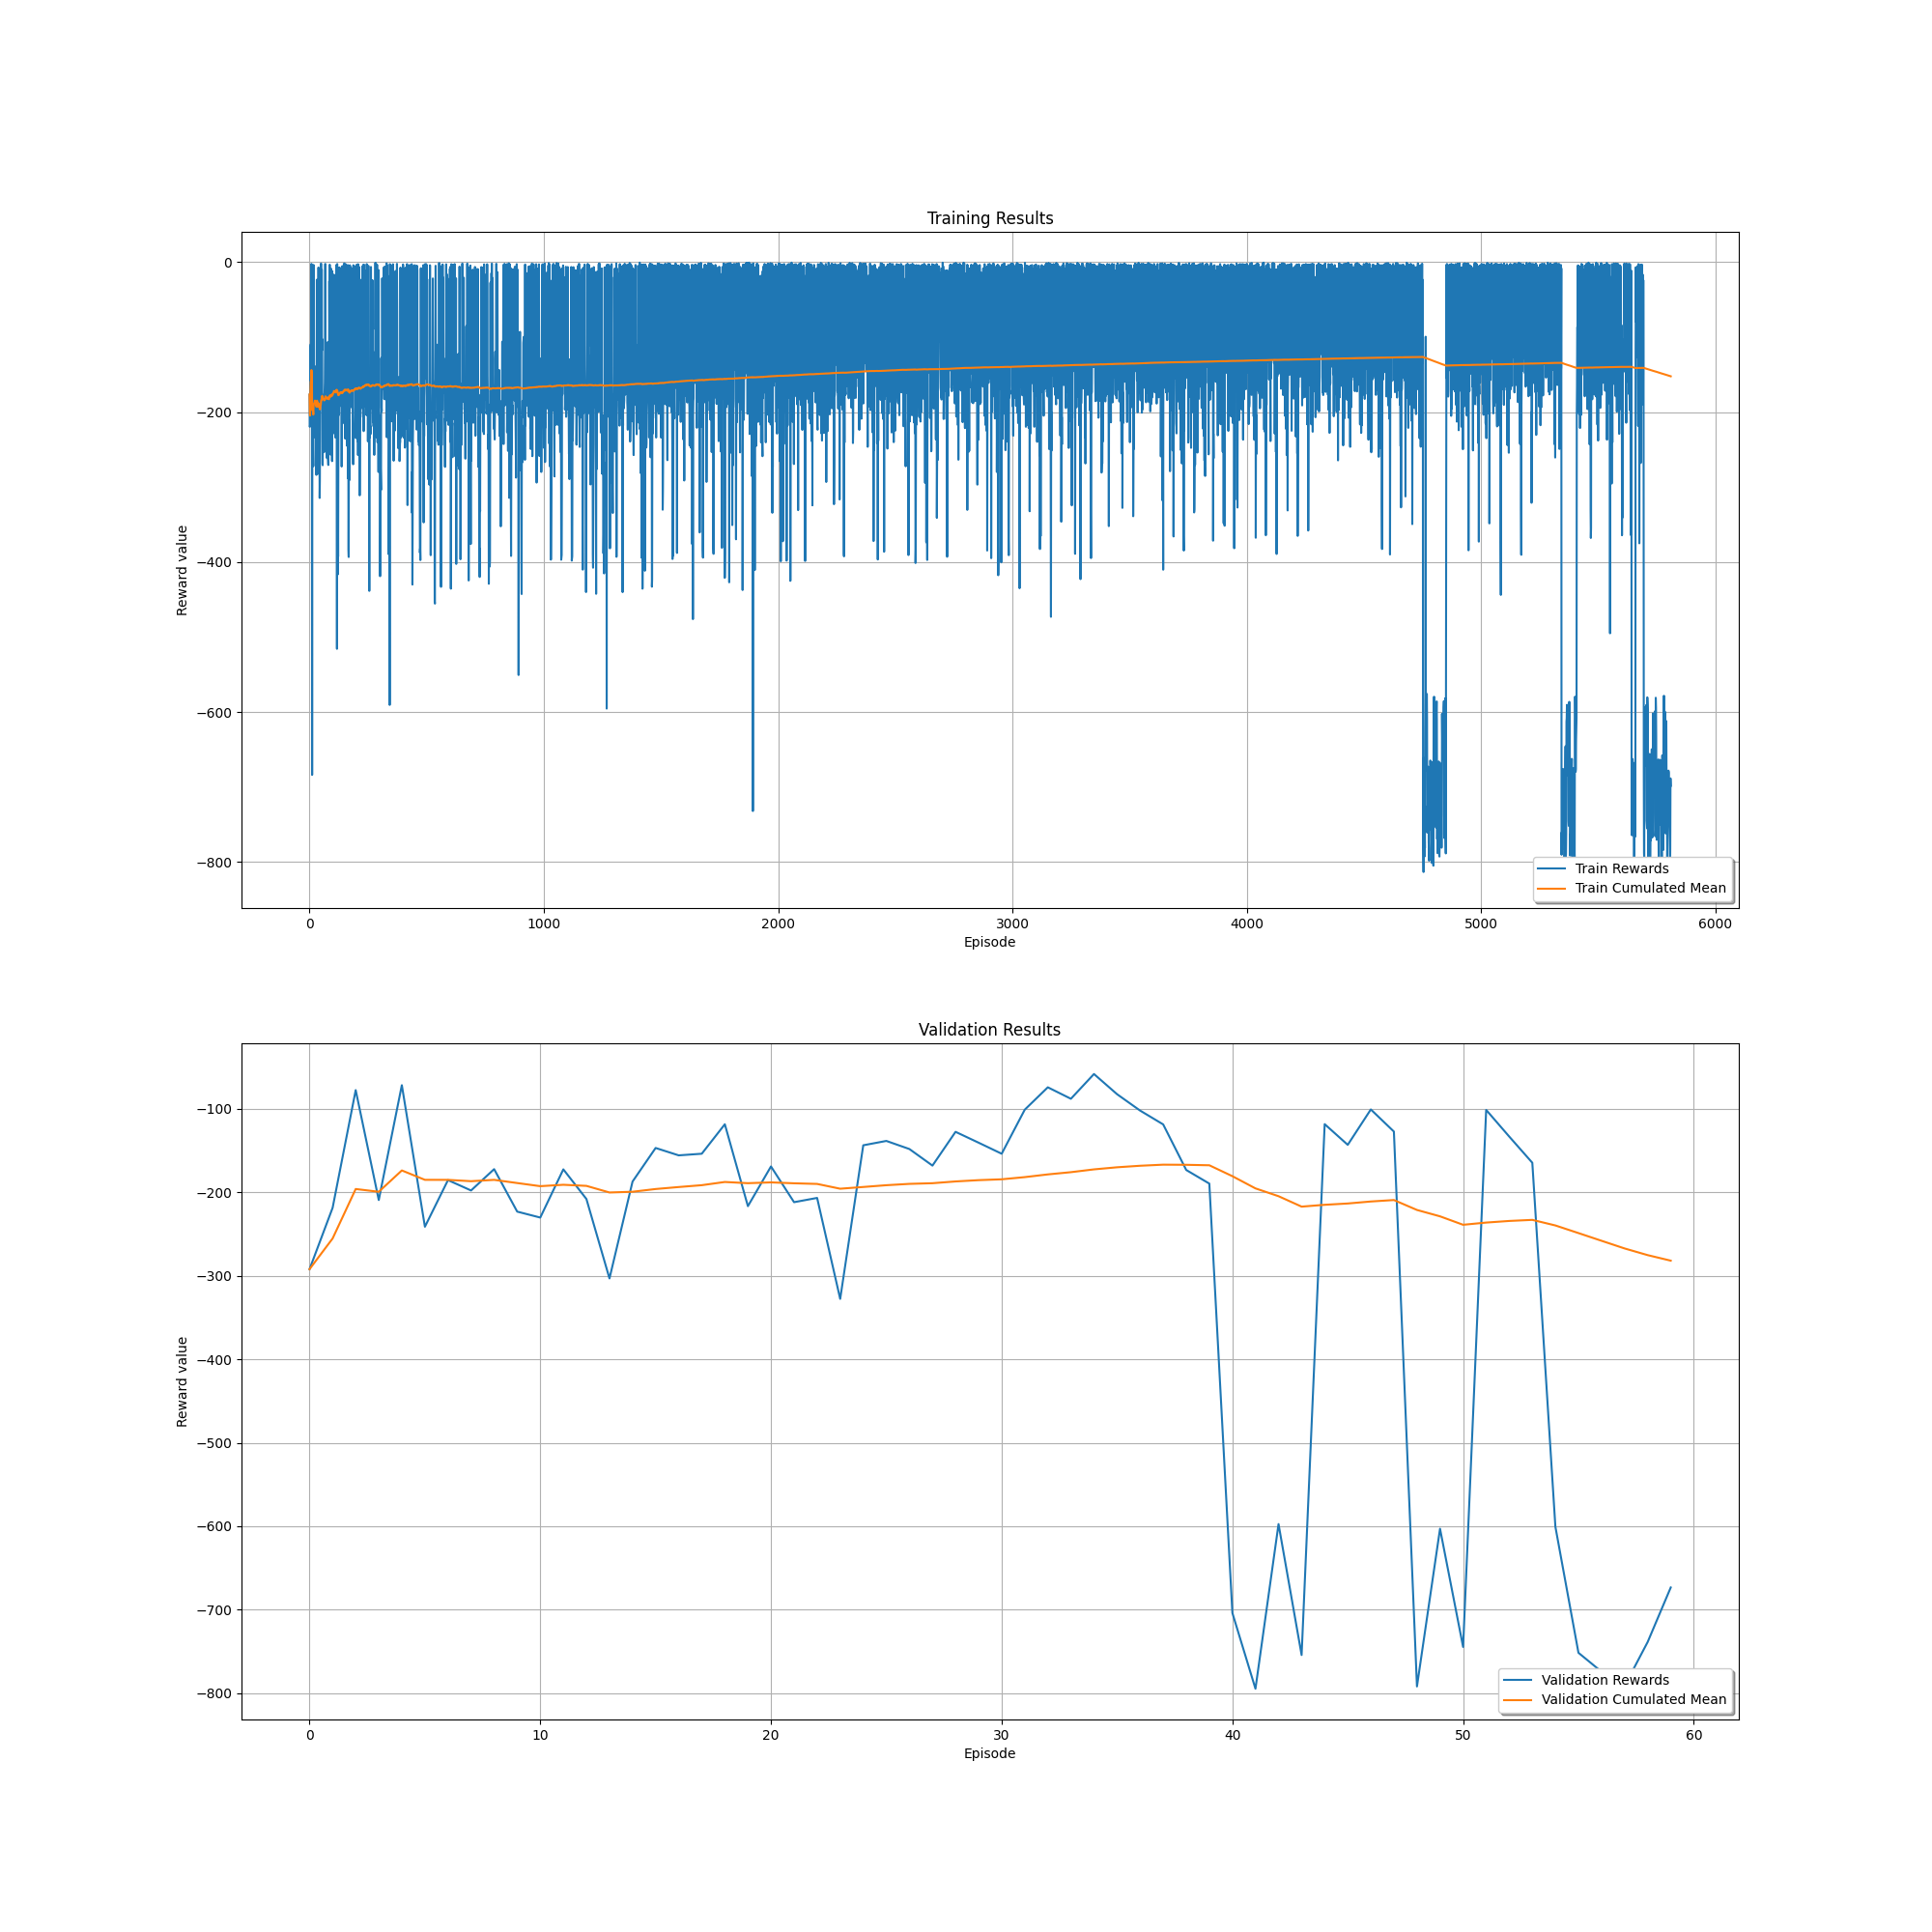 Training Results
0
−200
−400
−600
−800
Reward value
Train Rewards
Train Cumulated Mean
0 1000 2000 3000 4000 5000 6000
Episode
Validation Results
−100
−200
−300
−400
−500
−600
−700
−800
Reward value
Validation Rewards
Validation Cumulated Mean
0 10 20 30 40 50 60
Episode